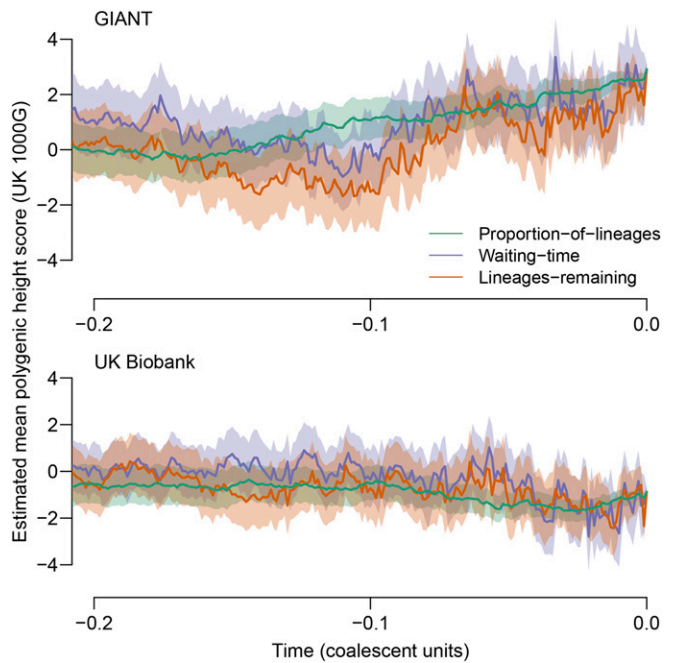 GIANT
4
2
0
−2
−4
Proportion−of−lineages
Waiting−time
Lineages−remaining
−0.2
−0.1
0.0
UK Biobank
4
2
0
−2
−4
−0.2
−0.1
0.0
Time (coalescent units)
Estimated mean polygenic height score (UK 1000G)